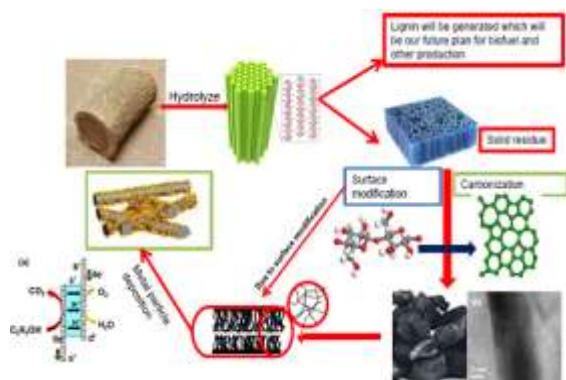 Lignin will be generated which will
be our future plan for biofuel and
other production
Hydrolyze
Solid residue
Surface
modification
Carbonization
Due to surface modification
Metal particle
deposition
CO₂
O₂
C₂H₅OH
H₂O